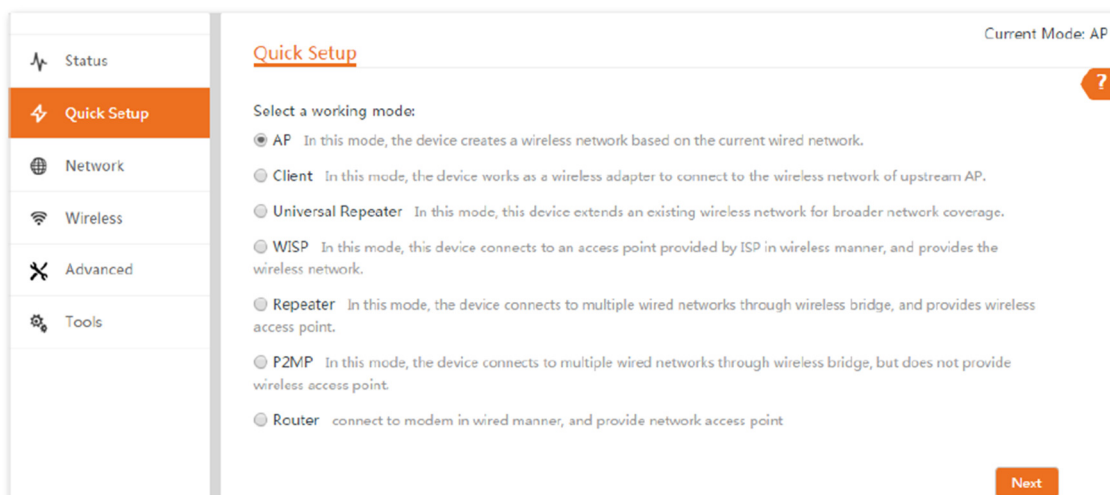 Current Mode: AP
Status
Quick Setup
Network
Wireless
Advanced
Tools
Quick Setup
?
Select a working mode:
AP In this mode, the device creates a wireless network based on the current wired network.
Client In this mode, the device works as a wireless adapter to connect to the wireless network of upstream AP.
Universal Repeater In this mode, this device extends an existing wireless network for broader network coverage.
WISP In this mode, this device connects to an access point provided by ISP in wireless manner, and provides the
wireless network.
Repeater In this mode, the device connects to multiple wired networks through wireless bridge, and provides wireless
access point.
P2MP In this mode, the device connects to multiple wired networks through wireless bridge, but does not provide
wireless access point.
Router connect to modem in wired manner, and provide network access point
Next